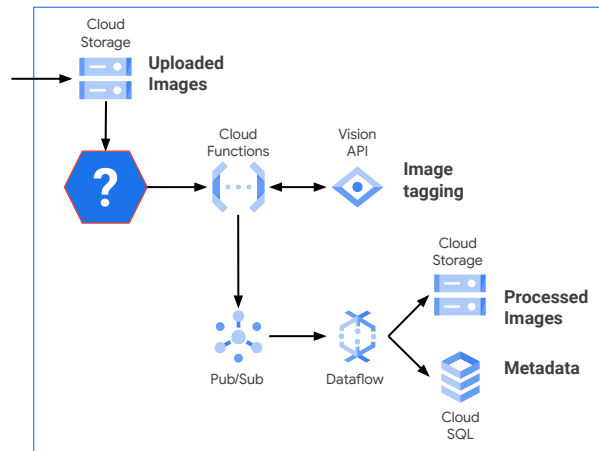 Cloud
Storage
Uploaded
Images
?
Cloud
Functions
Vision
API
Image
tagging
Cloud
Storage
Processed
Images
Pub/Sub
Dataflow
Metadata
Cloud
SQL